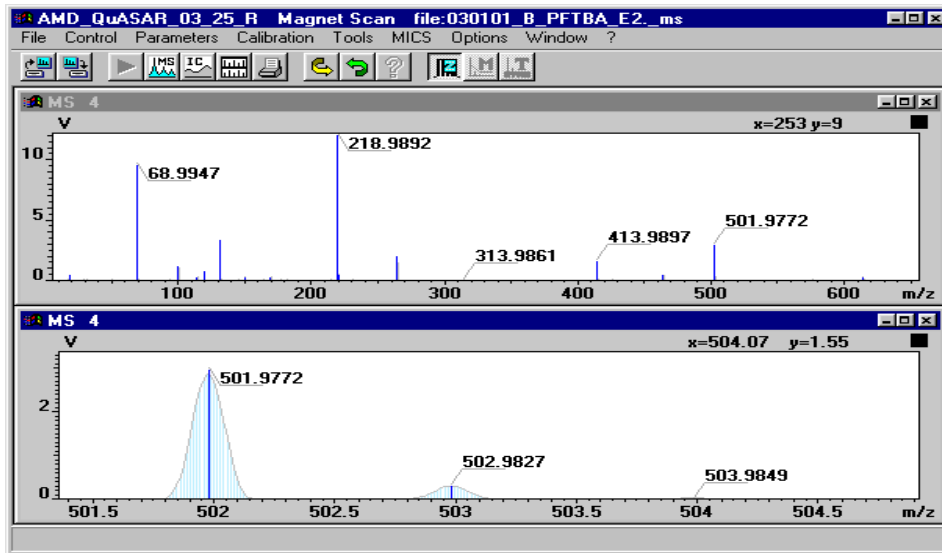 AMD_QuASAR_03_25_R Magnet Scan file:030101_B_PFTBA_E2._ms
File Control Parameters Calibration Tools MICS Options Window ?
MS IC M T
MS 4
V x=253 y=9
218.9892
10
68.9947
5
501.9772
413.9897
313.9861
0
100 200 300 400 500 600 m/z
MS 4
V x=504.07 y=1.55
501.9772
2
502.9827
503.9849
0
501.5 502 502.5 503 503.5 504 504.5 m/z